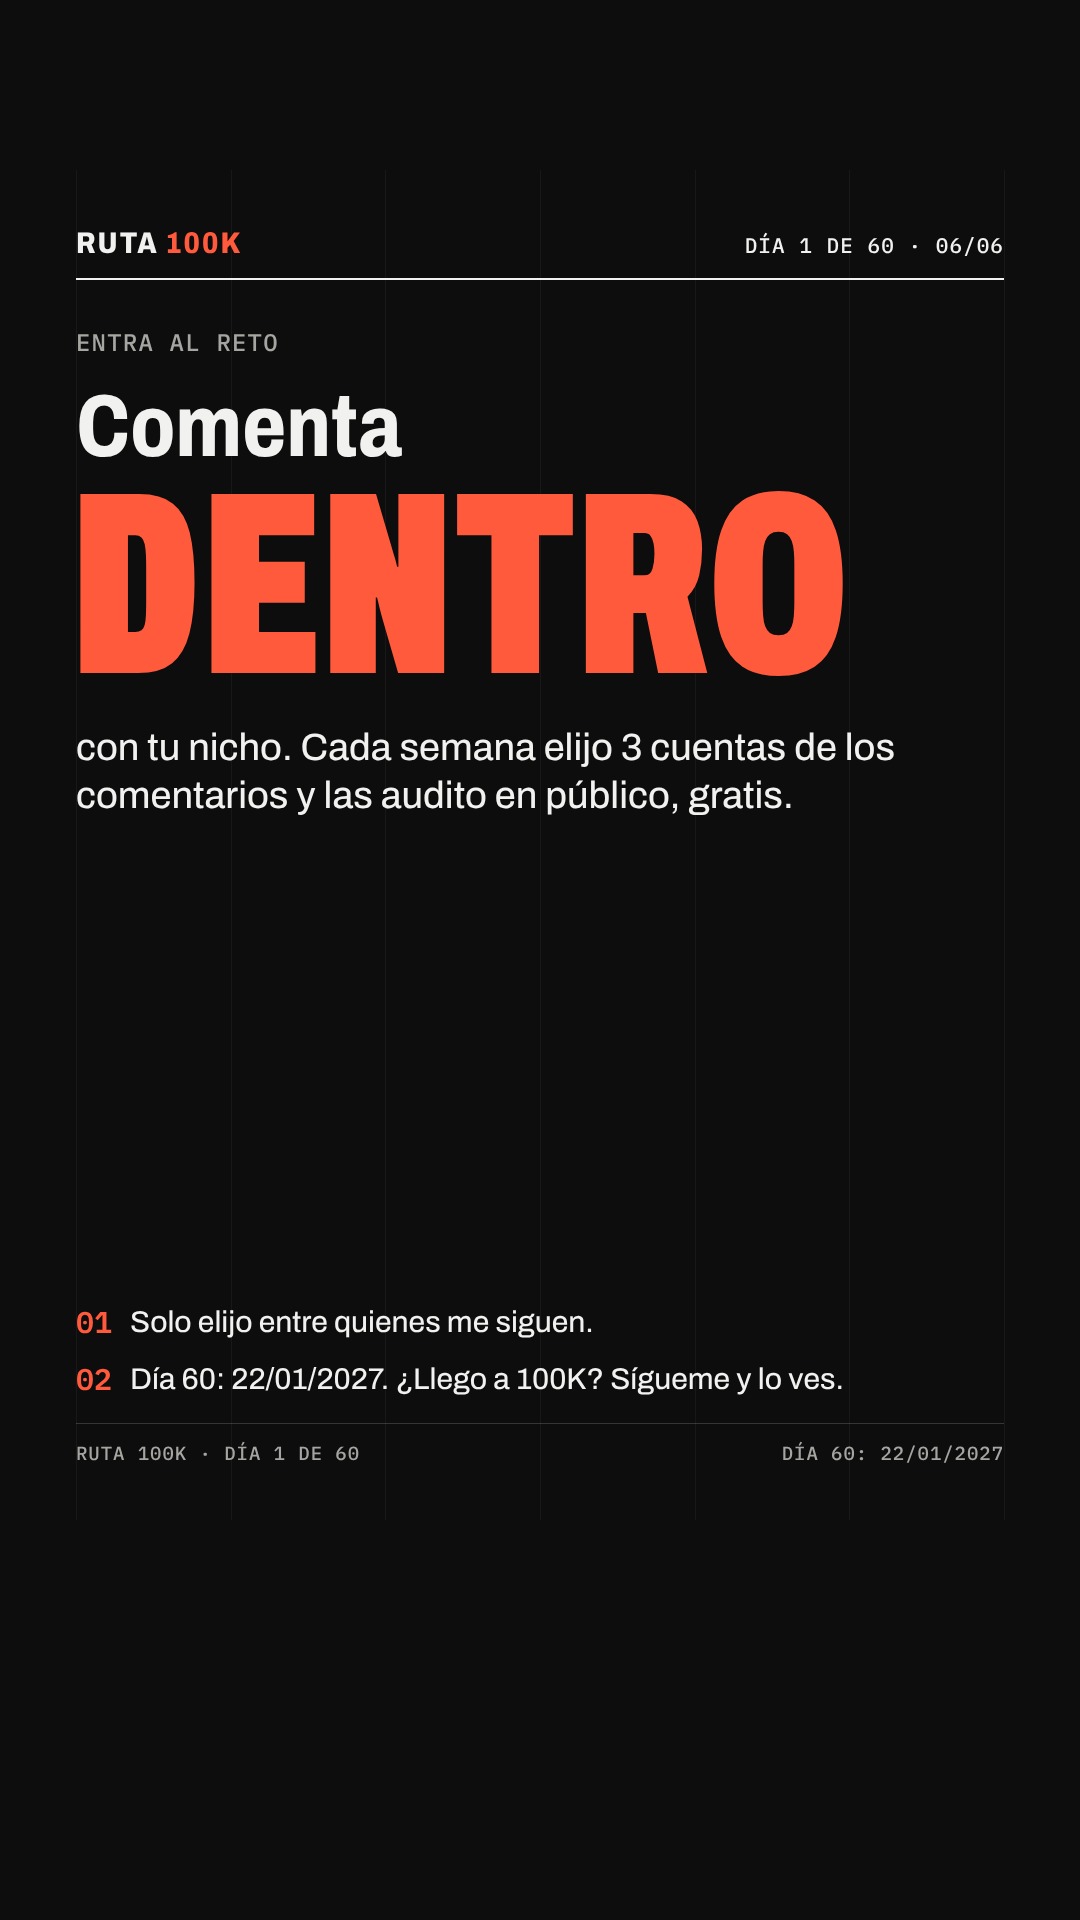 RUTA 100K
DÍA 1 DE 60 · 06/06
ENTRA AL RETO
Comenta
DENTRO
con tu nicho. Cada semana elijo 3 cuentas de los
comentarios y las audito en público, gratis.
01 Solo elijo entre quienes me siguen.
02 Día 60: 22/01/2027. ¿Llego a 100K? Sígueme y lo ves.
RUTA 100K · DÍA 1 DE 60
DÍA 60: 22/01/2027